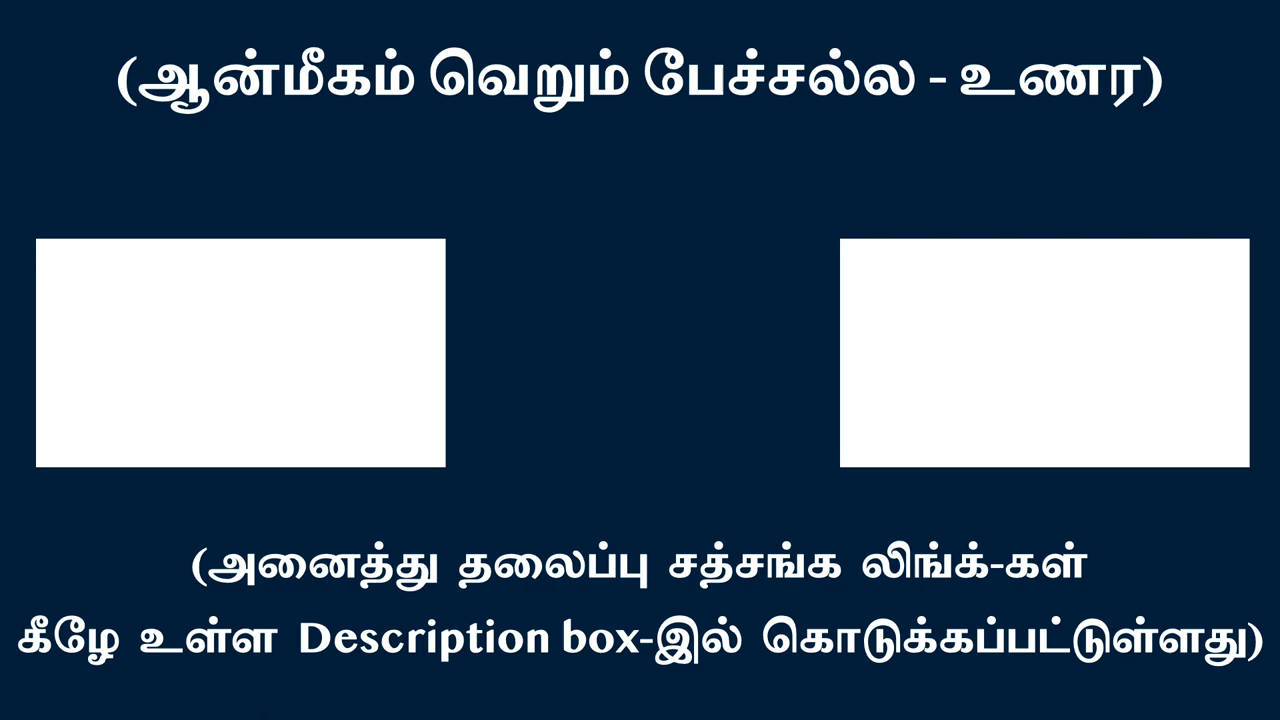 (ஆன்மீகம் வெறும் பேச்சல்ல - உணர)
(அனைத்து தலைப்பு சத்சங்க லிங்க்-கள்
கீழே உள்ள Description box-இல் கொடுக்கப்பட்டுள்ளது)